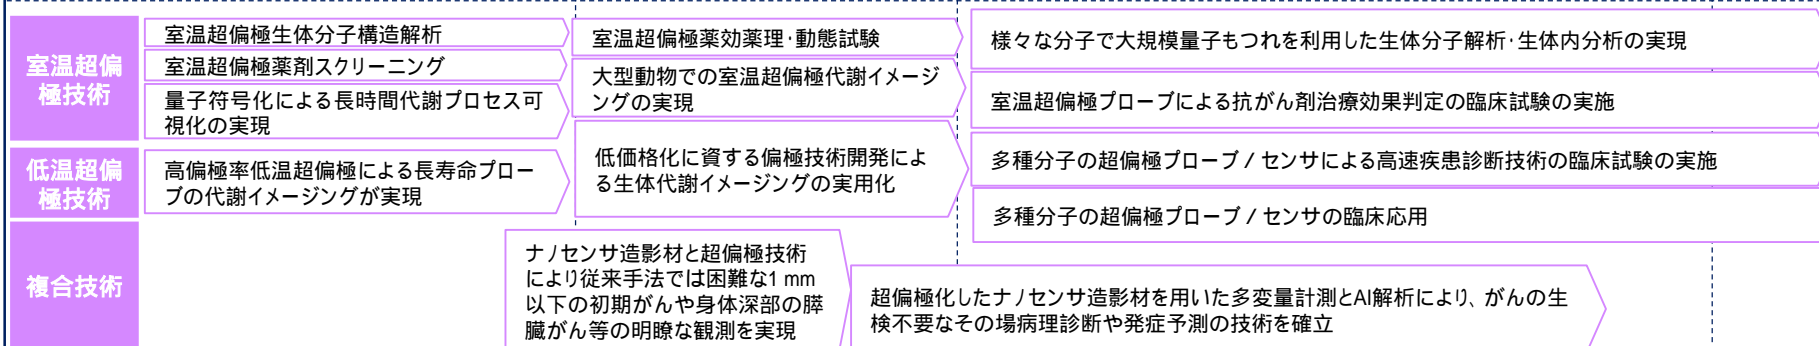 室温超偏
極技術
室温超偏極生体分子構造解析
室温超偏極薬剤スクリーニング
量子符号化による長時間代謝プロセス可
視化の実現
室温超偏極薬効薬理・動態試験
大型動物での室温超偏極代謝イメージ
ングの実現
様々な分子で大規模量子もつれを利用した生体分子解析・生体内分析の実現
室温超偏極プローブによる抗がん剤治療効果判定の臨床試験の実施
低温超偏
極技術
高偏極率低温超偏極による長寿命プロー
ブの代謝イメージングが実現
低価格化に資する偏極技術開発によ
る生体代謝イメージングの実用化
多種分子の超偏極プローブ / センサによる高速疾患診断技術の臨床試験の実施
多種分子の超偏極プローブ / センサの臨床応用
複合技術
ナノセンサ造影材と超偏極技術
により従来手法では困難な1 mm
以下の初期がんや身体深部の膵
臓がん等の明瞭な観測を実現
超偏極化したナノセンサ造影材を用いた多変量計測とAI解析により、がんの生
検不要なその場病理診断や発症予測の技術を確立